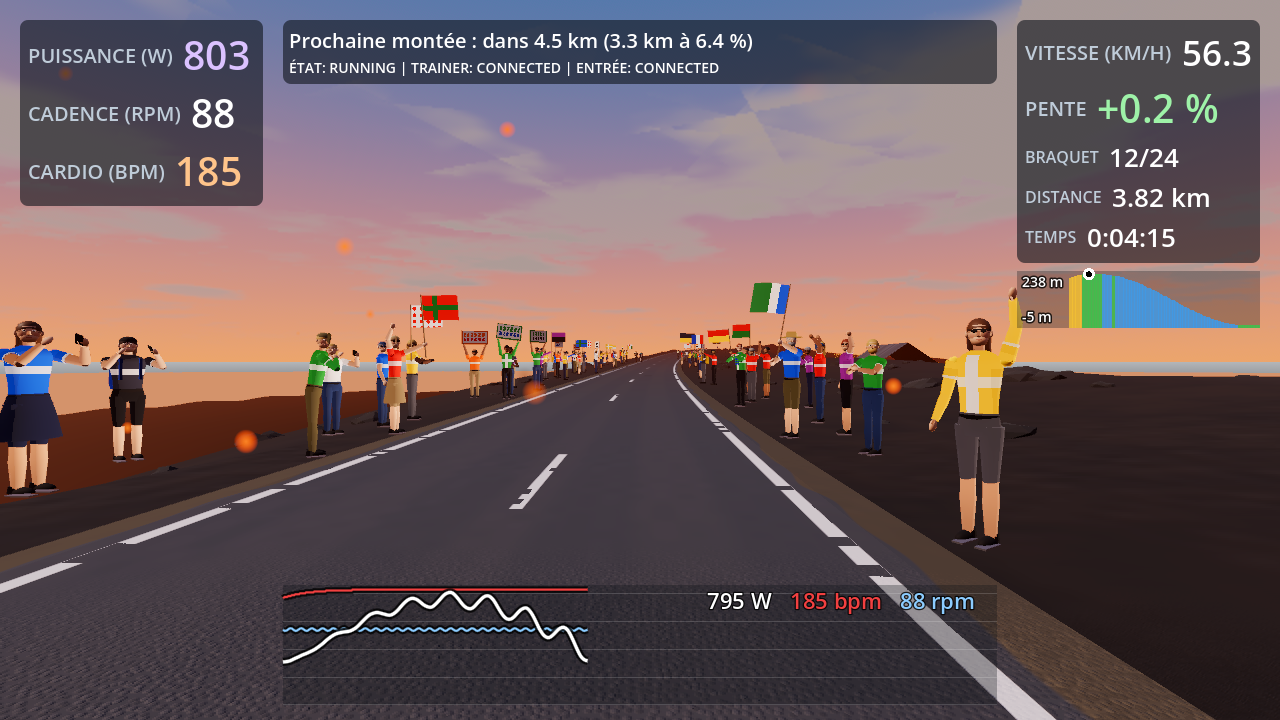 PUISSANCE (W) 803
CADENCE (RPM) 88
CARDIO (BPM) 185
Prochaine montée : dans 4.5 km (3.3 km à 6.4 %)
ÉTAT: RUNNING | TRAINER: CONNECTED | ENTRÉE: CONNECTED
VITESSE (KM/H) 56.3
PENTE +0.2 %
BRAQUET 12/24
DISTANCE 3.82 km
TEMPS 0:04:15
238 m
-5 m
795 W 185 bpm 88 rpm